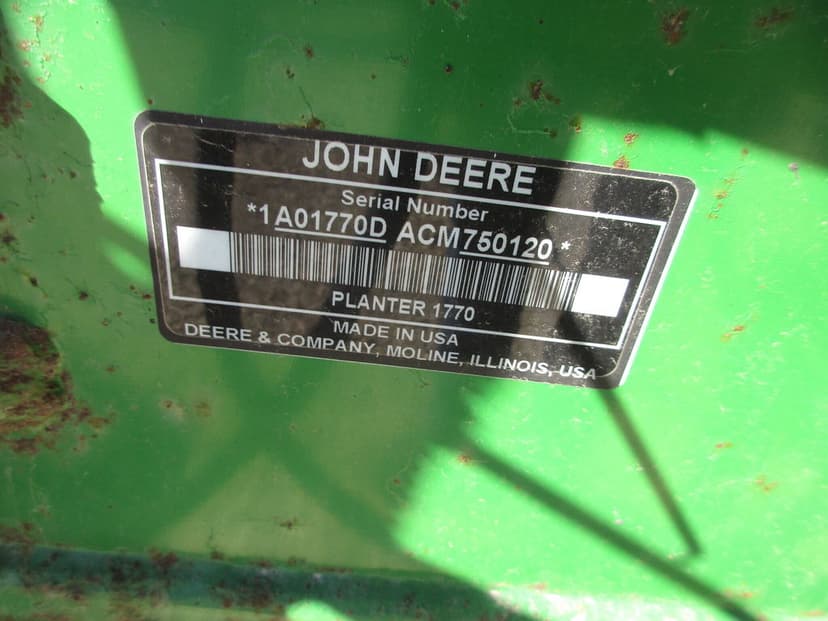 JOHN DEERE
Serial Number
*1A01770D ACM750120*
PLANTER 1770
MADE IN USA
DEERE & COMPANY, MOLINE, ILLINOIS, USA